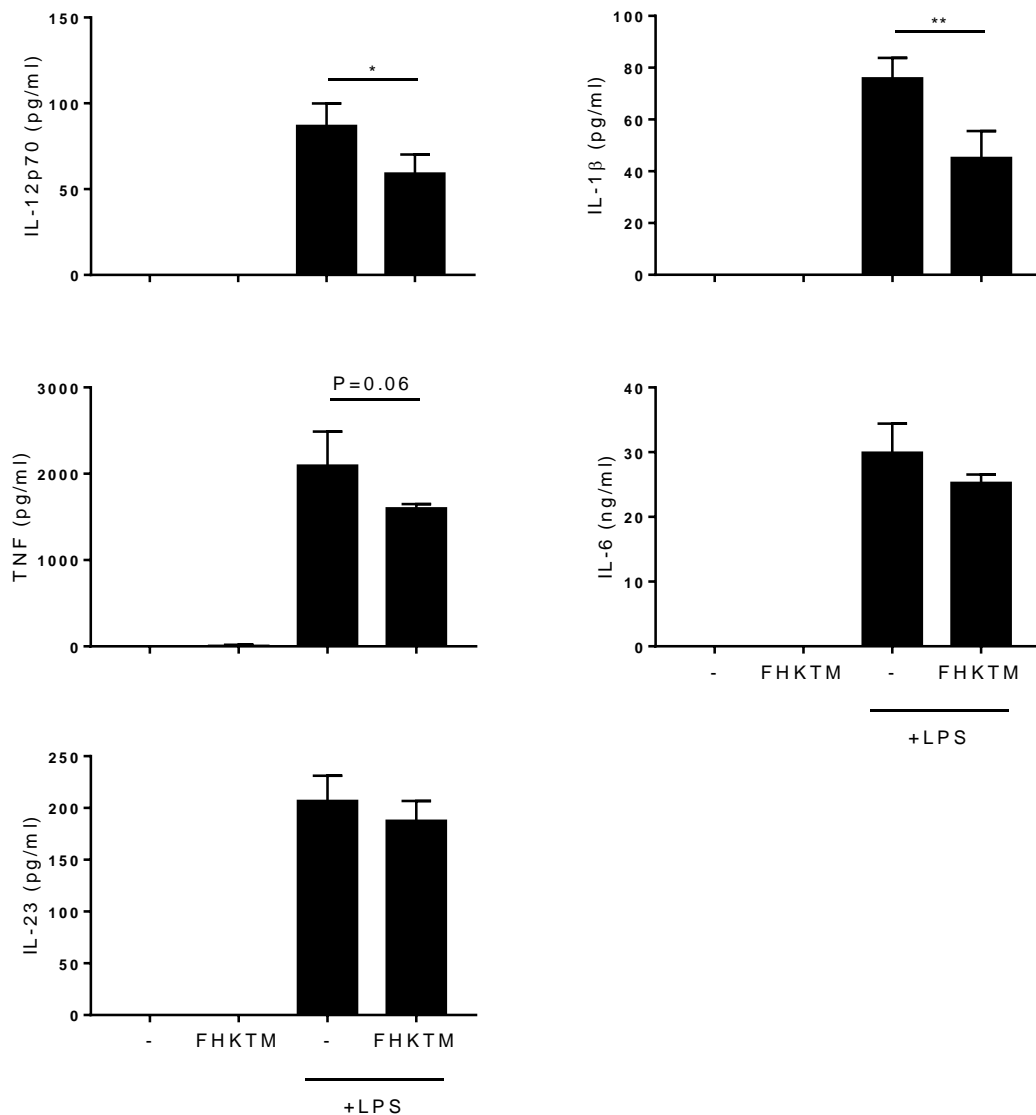 IL-12p70 (pg/ml)
150
100
50
0
*
IL-1β (pg/ml)
100
80
60
40
20
0
**
TNF (pg/ml)
3000
2000
1000
0
P=0.06
IL-6 (ng/ml)
40
30
20
10
0
- FHKTM - FHKTM
+LPS
IL-23 (pg/ml)
250
200
150
100
50
0
- FHKTM - FHKTM
+LPS